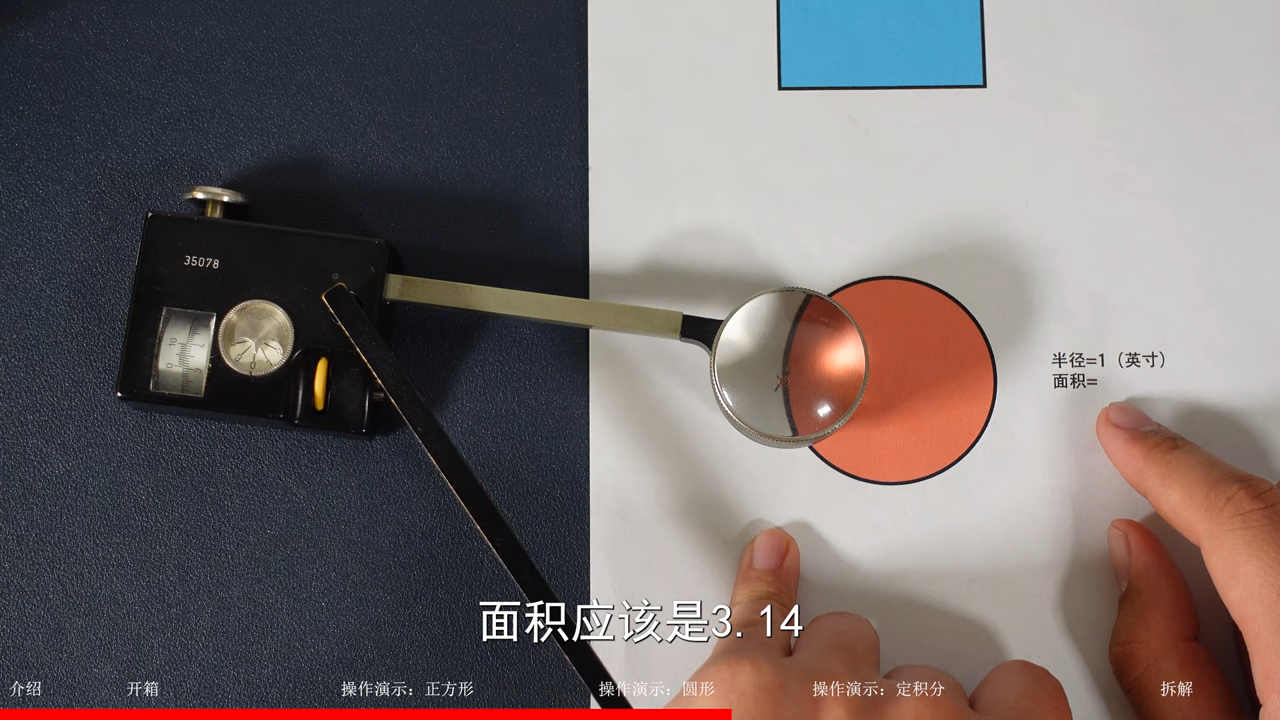 35078
半径=1（英寸）
面积=
面积应该是3.14
介绍 开箱 操作演示：正方形 操作演示：圆形 操作演示：定积分 拆解